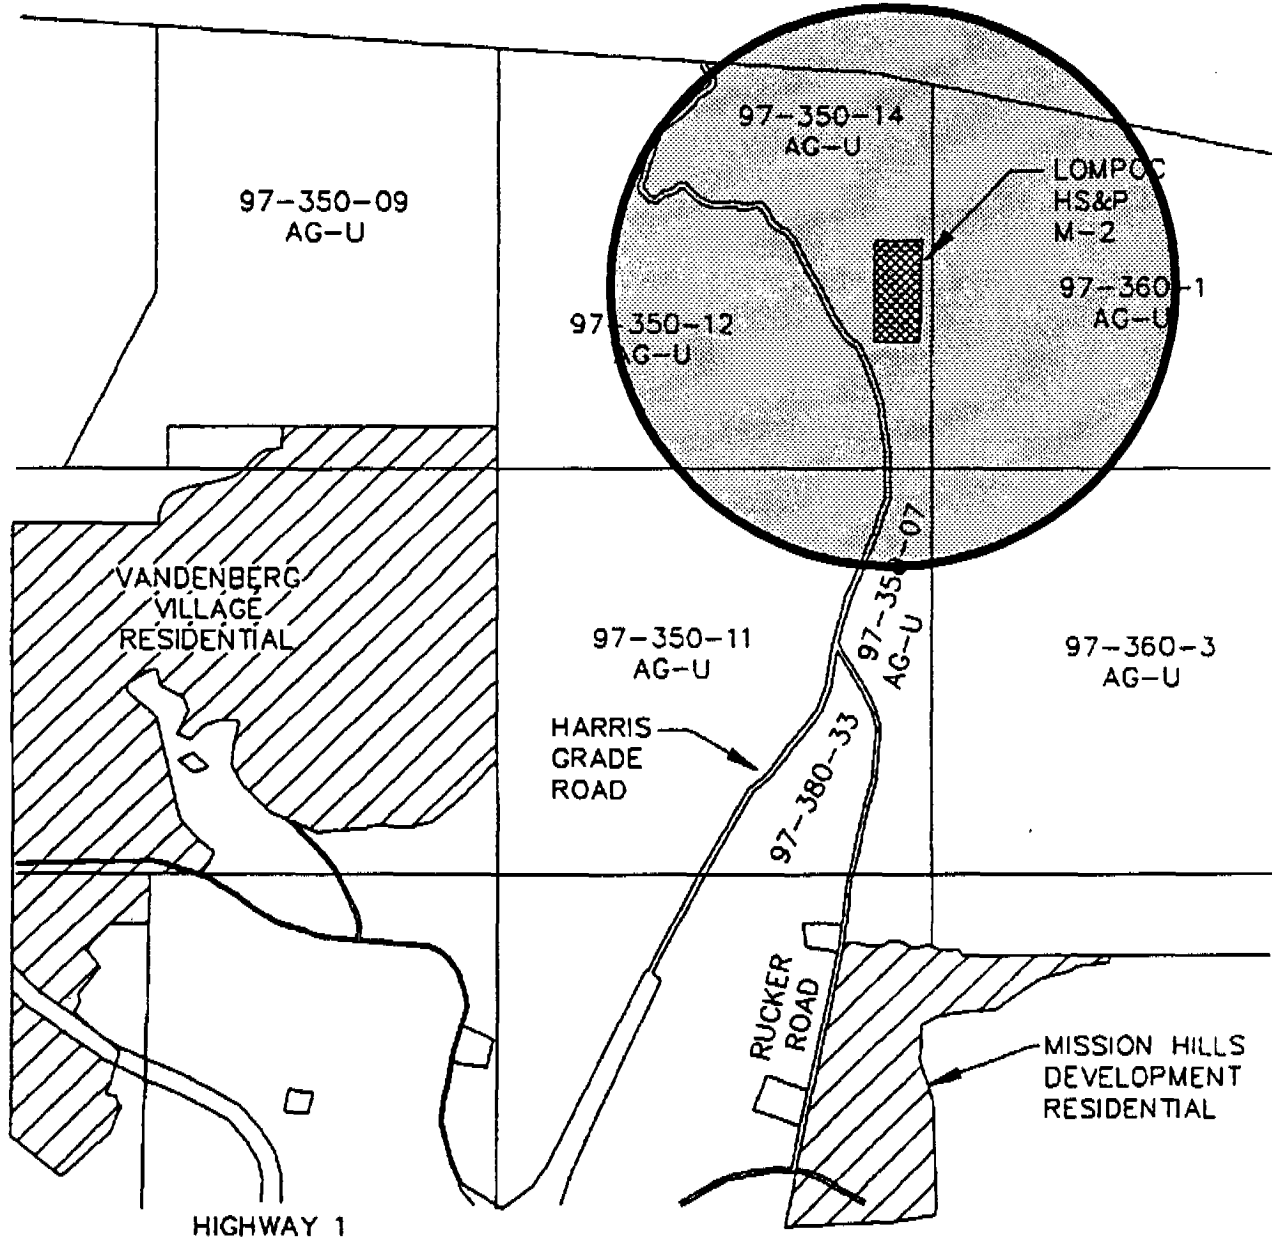 97-350-14
AG-U
LOMPOC
HS&P
M-2
97-350-09
AG-U
97-360-1
AG-U
97-350-12
AG-U
97-350-07
AG-U
VANDENBERG
VILLAGE
RESIDENTIAL
97-350-11
AG-U
97-360-3
AG-U
HARRIS
GRADE
ROAD
97-380-33
RUCKER
ROAD
MISSION HILLS
DEVELOPMENT
RESIDENTIAL
HIGHWAY 1